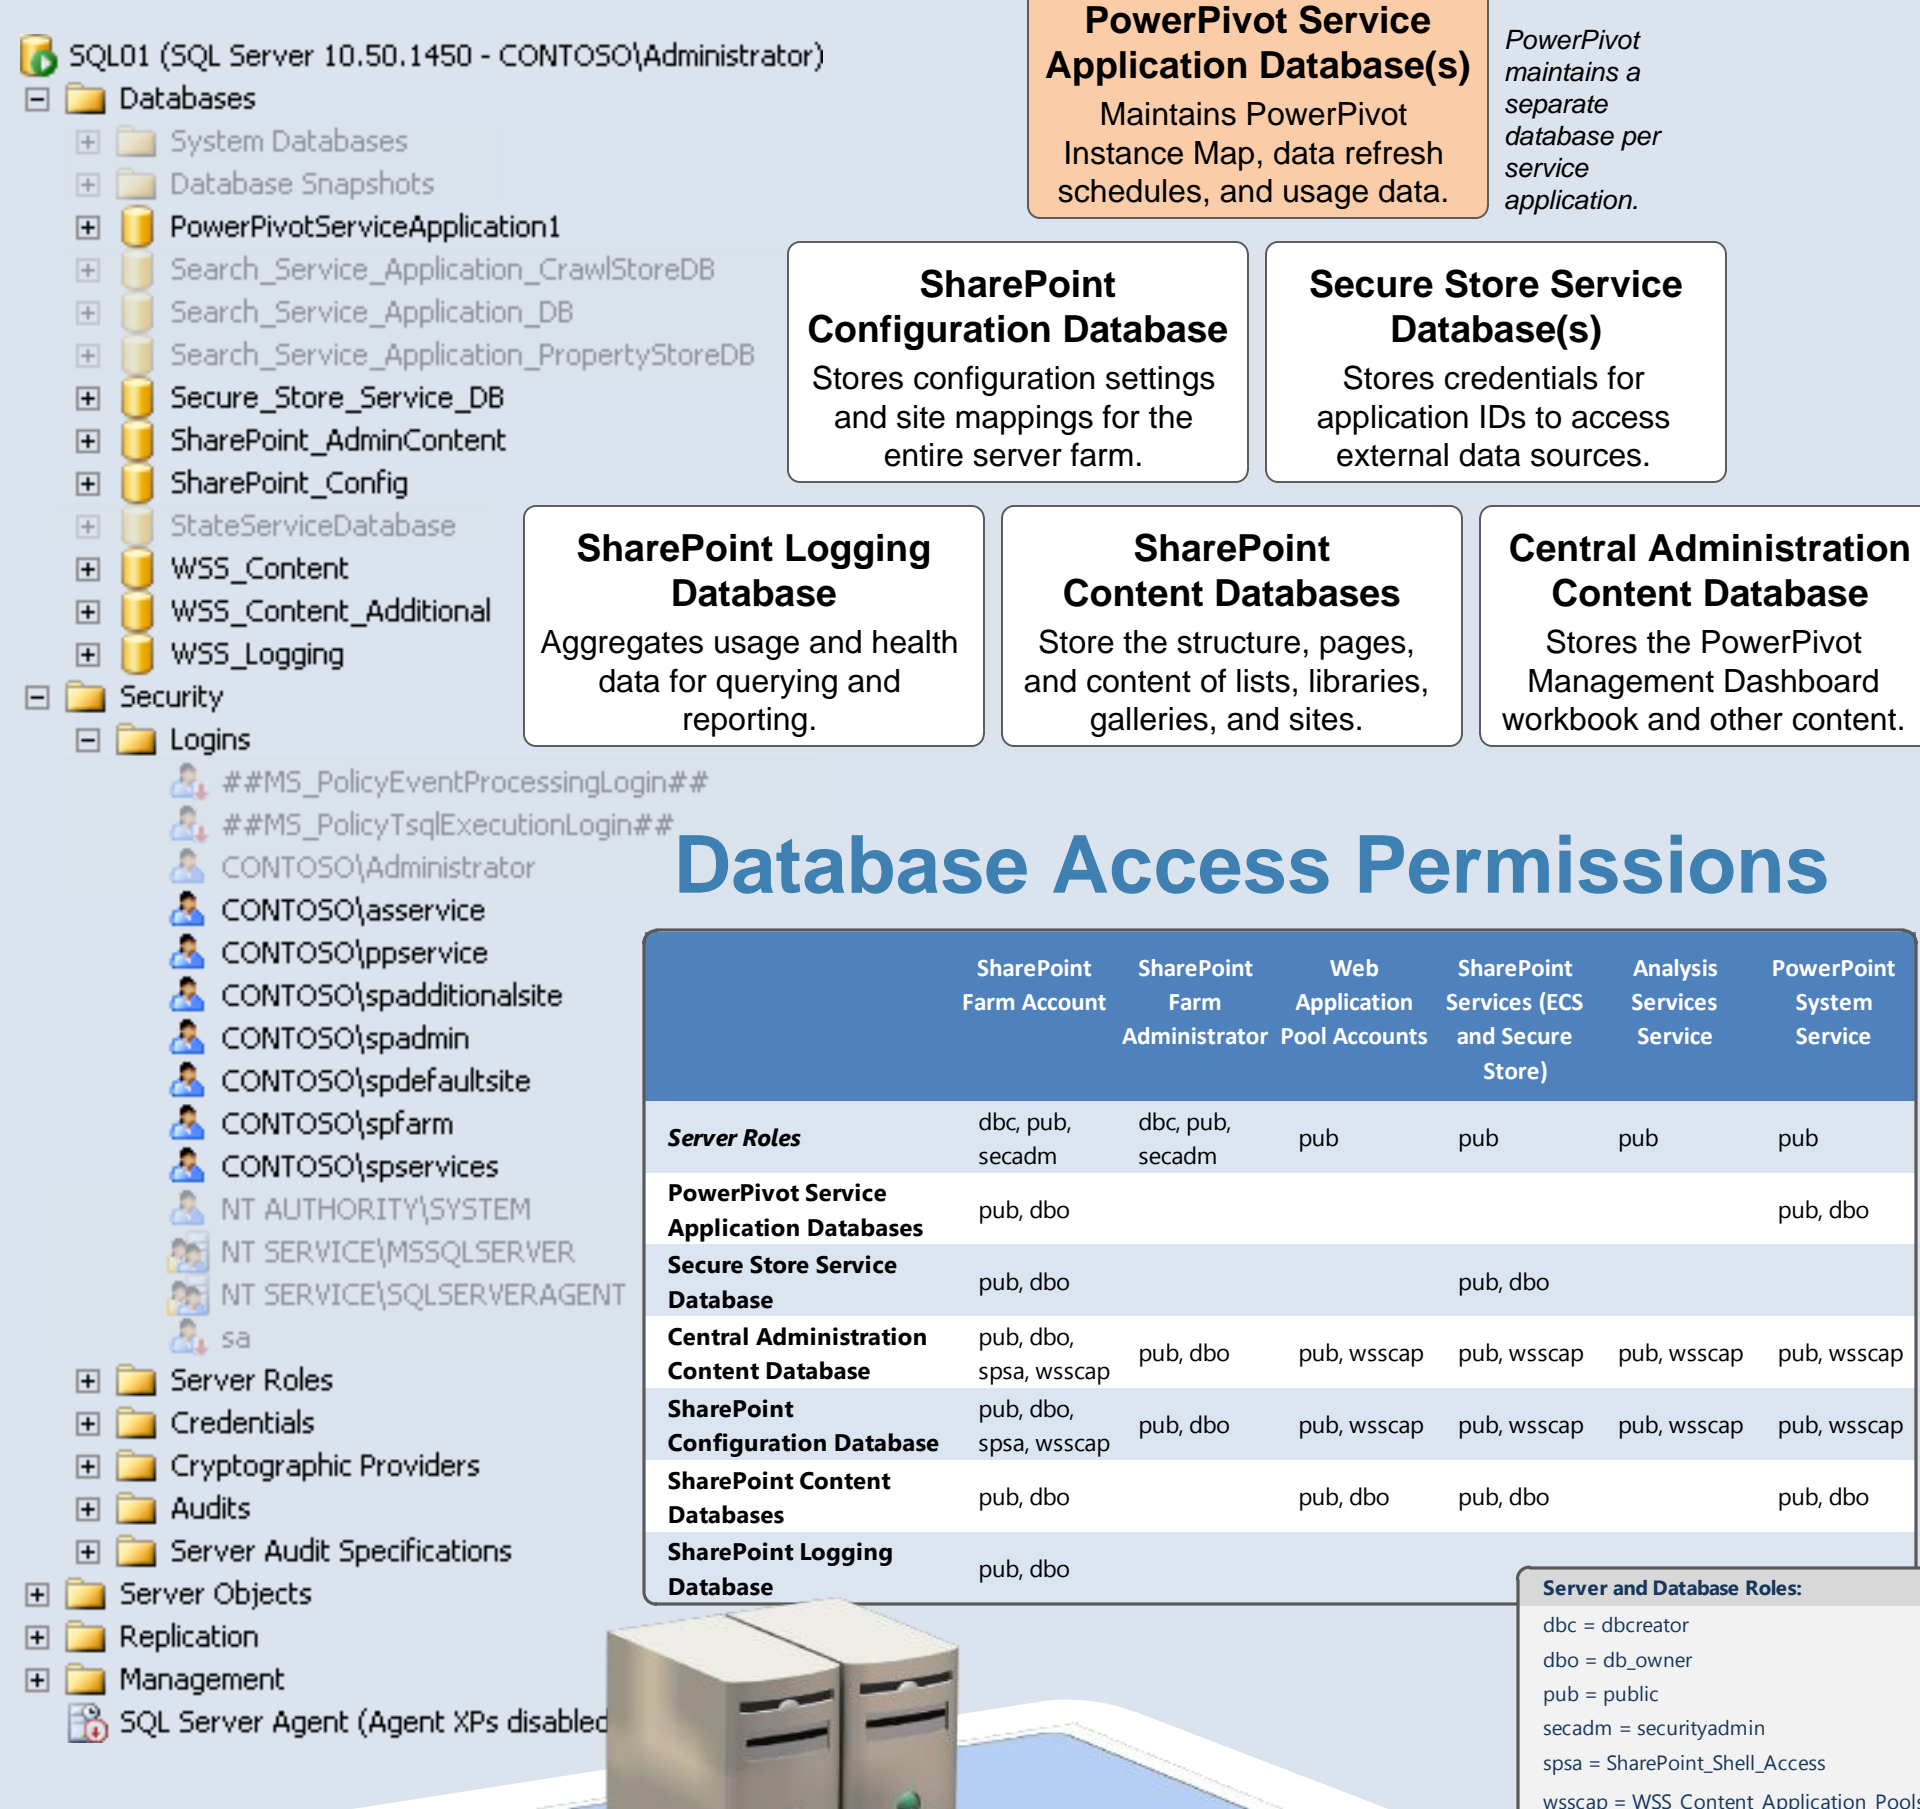 SQL01 (SQL Server 10.50.1450 - CONTOSO\Administrator)
Databases
System Databases
Database Snapshots
PowerPivotServiceApplication1
Search_Service_Application_CrawlStoreDB
Search_Service_Application_DB
Search_Service_Application_PropertyStoreDB
Secure_Store_Service_DB
SharePoint_AdminContent
SharePoint_Config
StateServiceDatabase
WSS_Content
WSS_Content_Additional
WSS_Logging
Security
Logins
##MS_PolicyEventProcessingLogin##
##MS_PolicyTsqlExecutionLogin##
CONTOSO\Administrator
CONTOSO\asservice
CONTOSO\ppservice
CONTOSO\spadditionalsite
CONTOSO\spadmin
CONTOSO\spdefaultsite
CONTOSO\spfarm
CONTOSO\spservices
NT AUTHORITY\SYSTEM
NT SERVICE\MSSQLSERVER
NT SERVICE\SQLSERVERAGENT
sa
Server Roles
Credentials
Cryptographic Providers
Audits
Server Audit Specifications
Server Objects
Replication
Management
SQL Server Agent (Agent XPs disabled
PowerPivot Service
Application Database(s)
Maintains PowerPivot
Instance Map, data refresh
schedules, and usage data.
PowerPivot
maintains a
separate
database per
service
application.
SharePoint
Configuration Database
Stores configuration settings
and site mappings for the
entire server farm.
Secure Store Service
Database(s)
Stores credentials for
application IDs to access
external data sources.
SharePoint Logging
Database
Aggregates usage and health
data for querying and
reporting.
SharePoint
Content Databases
Store the structure, pages,
and content of lists, libraries,
galleries, and sites.
Central Administration
Content Database
Stores the PowerPivot
Management Dashboard
workbook and other content.
Database Access Permissions
SharePoint
Farm Account
SharePoint
Farm
Administrator
Web
Application
Pool Accounts
SharePoint
Services (ECS
and Secure
Store)
Analysis
Services
Service
PowerPoint
System
Service
Server Roles
dbc, pub,
secadm
dbc, pub,
secadm
pub
pub
pub
pub
PowerPivot Service
Application Databases
pub, dbo
pub, dbo
Secure Store Service
Database
pub, dbo
pub, dbo
Central Administration
Content Database
pub, dbo,
spsa, wsscap
pub, dbo
pub, wsscap
pub, wsscap
pub, wsscap
pub, wsscap
SharePoint
Configuration Database
pub, dbo,
spsa, wsscap
pub, dbo
pub, wsscap
pub, wsscap
pub, wsscap
pub, wsscap
SharePoint Content
Databases
pub, dbo
pub, dbo
pub, dbo
pub, dbo
SharePoint Logging
Database
pub, dbo
Server and Database Roles:
dbc = dbcreator
dbo = db_owner
pub = public
secadm = securityadmin
spsa = SharePoint_Shell_Access
wsscap = WSS_Content_Application_Pools